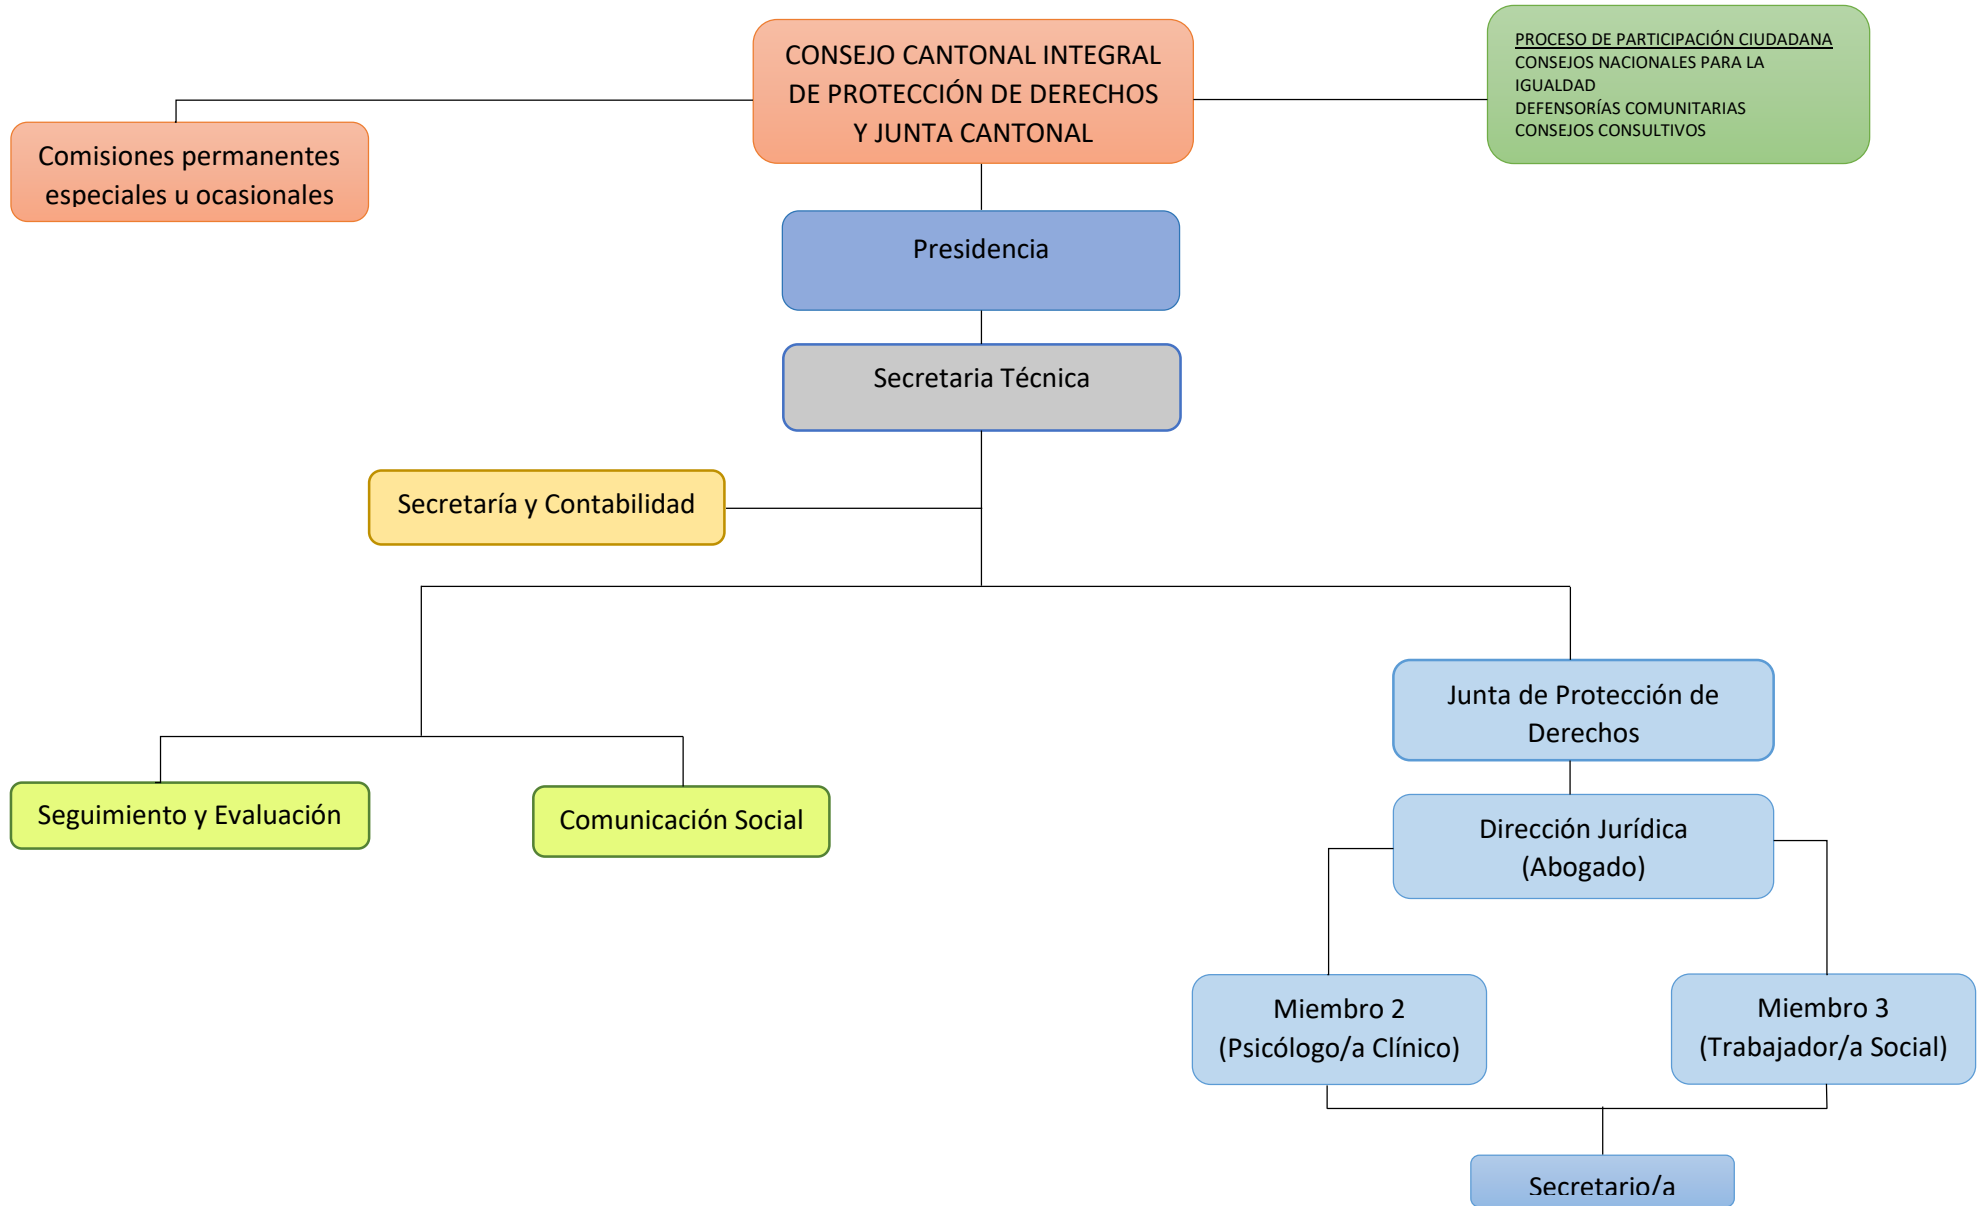 CONSEJO CANTONAL INTEGRAL
DE PROTECCIÓN DE DERECHOS
Y JUNTA CANTONAL
PROCESO DE PARTICIPACIÓN CIUDADANA
CONSEJOS NACIONALES PARA LA
IGUALDAD
DEFENSORÍAS COMUNITARIAS
CONSEJOS CONSULTIVOS
Comisiones permanentes
especiales u ocasionales
Presidencia
Secretaria Técnica
Secretaría y Contabilidad
Junta de Protección de
Derechos
Seguimiento y Evaluación
Comunicación Social
Dirección Jurídica
(Abogado)
Miembro 2
(Psicólogo/a Clínico)
Miembro 3
(Trabajador/a Social)
Secretario/a